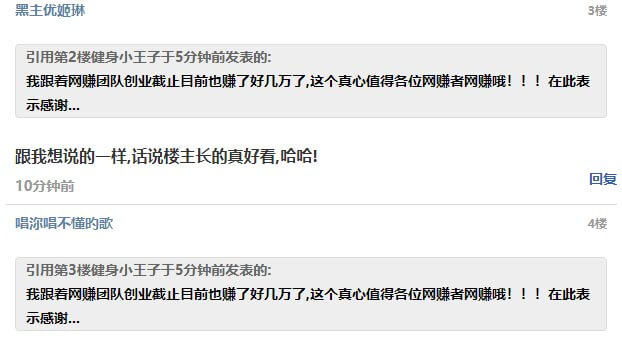 黑主优姬琳
3楼
引用第2楼健身小王子于5分钟前发表的:
我跟着网赚团队创业截止目前也赚了好几万了,这个真心值得各位网赚者网赚哦！！！在此表
示感谢...
跟我想说的一样,话说楼主长的真好看,哈哈!
10分钟前
回复
唱沵唱不懂旳歌
4楼
引用第3楼健身小王子于5分钟前发表的:
我跟着网赚团队创业截止目前也赚了好几万了,这个真心值得各位网赚者网赚哦！！！在此表
示感谢...